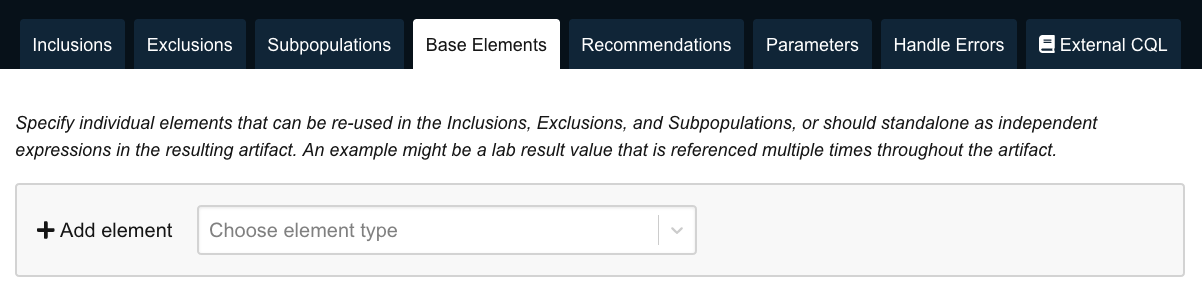 Inclusions Exclusions Subpopulations Base Elements Recommendations Parameters Handle Errors External CQL
Specify individual elements that can be re-used in the Inclusions, Exclusions, and Subpopulations, or should standalone as independent
expressions in the resulting artifact. An example might be a lab result value that is referenced multiple times throughout the artifact.
Add element Choose element type